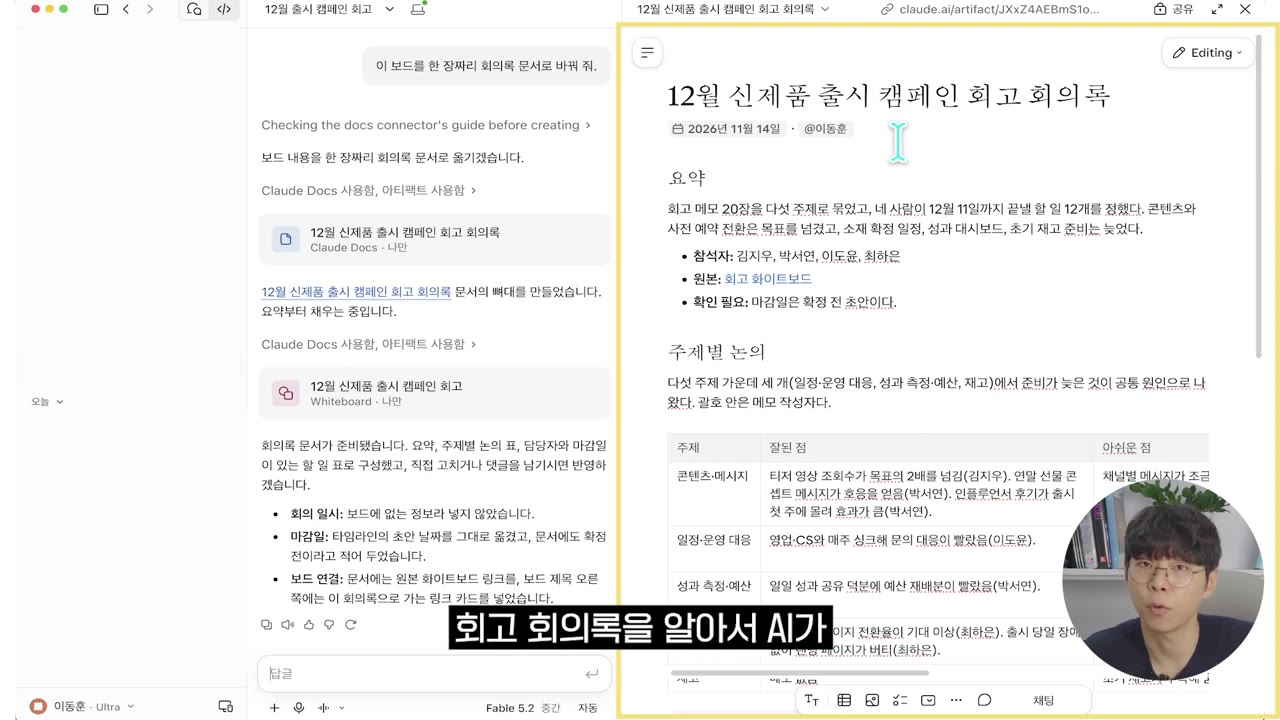 12월 출시 캠페인 회고
12월 신제품 출시 캠페인 회고 회의록
claude.ai/artifact/JXxZ4AEBmS1o...
공유
이 보드를 한 장짜리 회의록 문서로 바꿔 줘.
Checking the docs connector's guide before creating
보드 내용을 한 장짜리 회의록 문서로 옮기겠습니다.
Claude Docs 사용함, 아티팩트 사용함
12월 신제품 출시 캠페인 회고 회의록
Claude Docs · 나만
12월 신제품 출시 캠페인 회고 회의록 문서의 뼈대를 만들었습니다.
요약부터 채우는 중입니다.
Claude Docs 사용함, 아티팩트 사용함
12월 신제품 출시 캠페인 회고
Whiteboard · 나만
회의록 문서가 준비됐습니다. 요약, 주제별 논의 표, 담당자와 마감일
이 있는 할 일 표로 구성했고, 직접 고치거나 댓글을 남기시면 반영하
겠습니다.
회의 일시: 보드에 없는 정보라 넣지 않았습니다.
마감일: 타임라인의 초안 날짜를 그대로 옮겼고, 문서에도 확정
전이라고 적어 두었습니다.
보드 연결: 문서에는 원본 화이트보드 링크를, 보드 제목 오른
쪽에는 이 회의록으로 가는 링크 카드를 넣었습니다.
답글
Fable 5.2 중간 자동
오늘
이동훈 · Ultra
Editing
12월 신제품 출시 캠페인 회고 회의록
2026년 11월 14일 · @이동훈
요약
회고 메모 20장을 다섯 주제로 묶었고, 네 사람이 12월 11일까지 끝낼 할 일 12개를 정했다. 콘텐츠와
사전 예약 전환은 목표를 넘겼고, 소재 확정 일정, 성과 대시보드, 초기 재고 준비는 늦었다.
참석자: 김지우, 박서연, 이도윤, 최하은
원본: 회고 화이트보드
확인 필요: 마감일은 확정 전 초안이다.
주제별 논의
다섯 주제 가운데 세 개(일정·운영 대응, 성과 측정·예산, 재고)에서 준비가 늦은 것이 공통 원인으로 나
왔다. 괄호 안은 메모 작성자다.
주제 잘된 점 아쉬운 점
콘텐츠·메시지 티저 영상 조회수가 목표의 2배를 넘김(김지우). 연말 선물 콘 채널별 메시지가 조금
셉트 메시지가 호응을 얻음(박서연). 인플루언서 후기가 출시
첫 주에 몰려 효과가 큼(박서연).
일정·운영 대응 영업·CS와 매주 싱크해 문의 대응이 빨랐음(이도윤).
성과 측정·예산 일일 성과 공유 덕분에 예산 재배분이 빨랐음(박서연).
이지 전환율이 기대 이상(최하은). 출시 당일 장애
페이지가 버티(최하은).
채팅
회고 회의록을 알아서 AI가